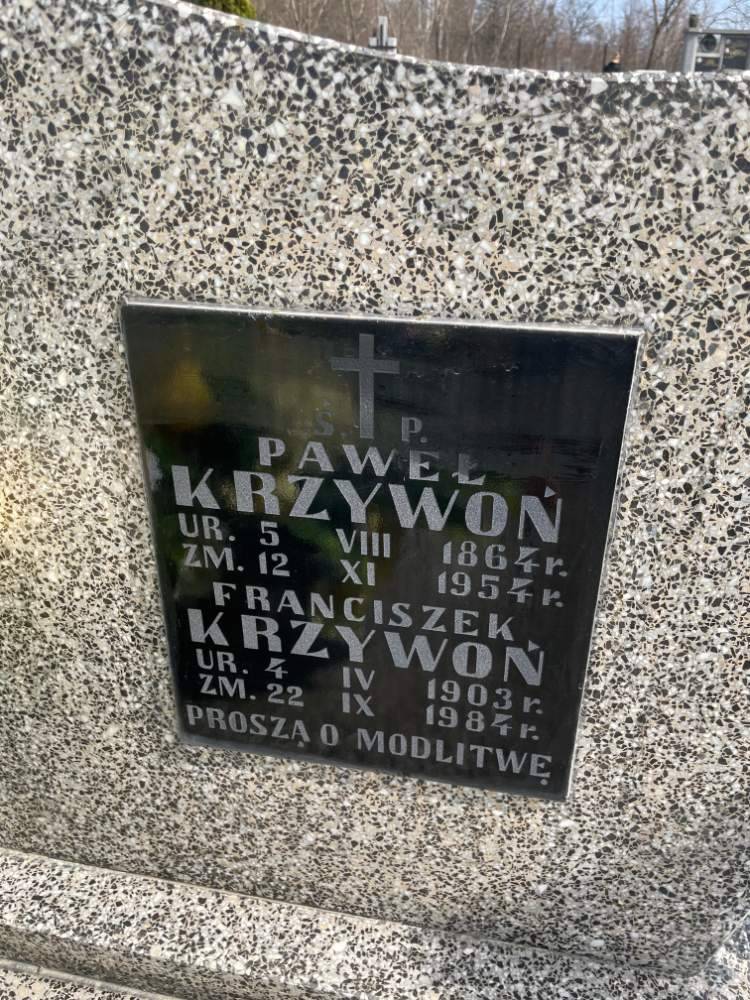 Ś. P.
PAWEŁ
KRZYWOŃ
UR. 5 VIII 1864 r.
ZM. 12 XI 1954 r.
FRANCISZEK
KRZYWOŃ
UR. 4 IV 1903 r.
ZM. 22 IX 1984 r.
PROSZĄ O MODLITWĘ